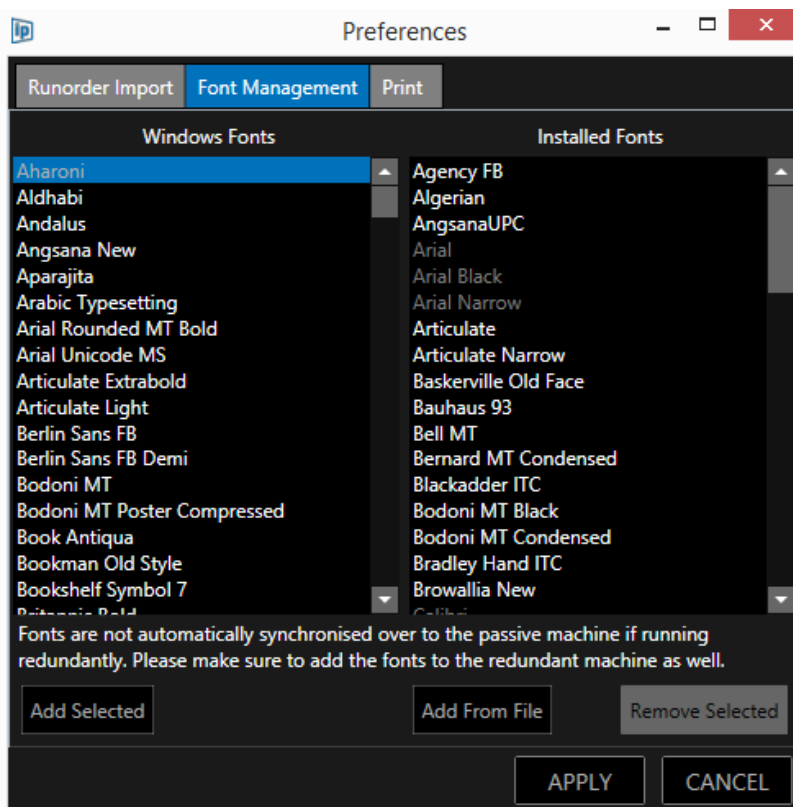 ip
Preferences
Runorder Import
Font Management
Print
Windows Fonts
Aharoni
Aldhabi
Andalus
Angsana New
Aparajita
Arabic Typesetting
Arial Rounded MT Bold
Arial Unicode MS
Articulate Extrabold
Articulate Light
Berlin Sans FB
Berlin Sans FB Demi
Bodoni MT
Bodoni MT Poster Compressed
Book Antiqua
Bookman Old Style
Bookshelf Symbol 7
Britannic Bold
Installed Fonts
Agency FB
Algerian
AngsanaUPC
Arial
Arial Black
Arial Narrow
Articulate
Articulate Narrow
Baskerville Old Face
Bauhaus 93
Bell MT
Bernard MT Condensed
Blackadder ITC
Bodoni MT Black
Bodoni MT Condensed
Bradley Hand ITC
Browallia New
Calibri
Fonts are not automatically synchronised over to the passive machine if running
redundantly. Please make sure to add the fonts to the redundant machine as well.
Add Selected
Add From File
Remove Selected
APPLY
CANCEL